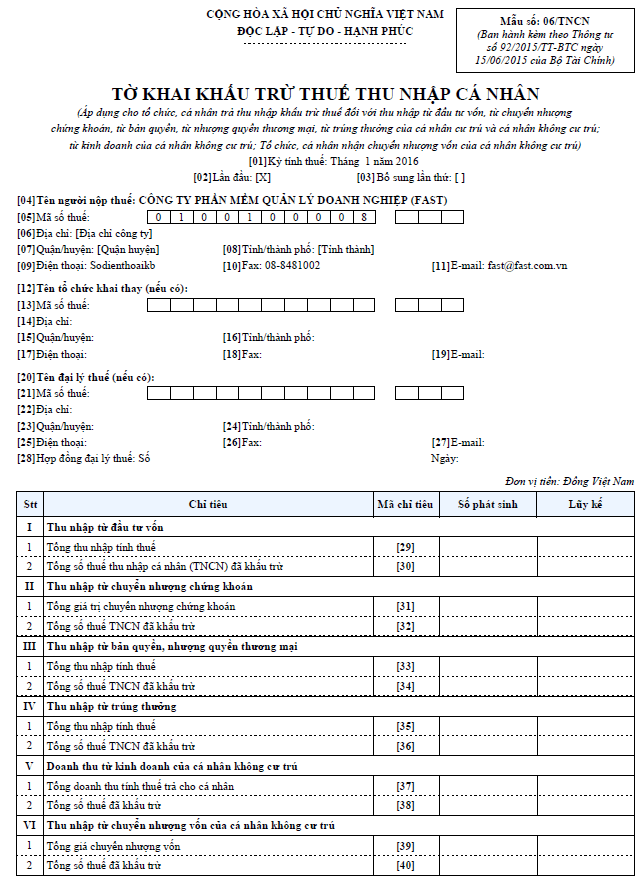 CỘNG HÒA XÃ HỘI CHỦ NGHĨA VIỆT NAM
ĐỘC LẬP - TỰ DO - HẠNH PHÚC
Mẫu số: 06/TNCN
(Ban hành kèm theo Thông tư
số 92/2015/TT-BTC ngày
15/06/2015 của Bộ Tài Chính)
TỜ KHAI KHẤU TRỪ THUẾ THU NHẬP CÁ NHÂN
(Áp dụng cho tổ chức, cá nhân trả thu nhập khấu trừ thuế đối với thu nhập từ đầu tư vốn, từ chuyển nhượng
chứng khoán, từ bản quyền, từ nhượng quyền thương mại, từ trúng thưởng của cá nhân cư trú và cá nhân không cư trú;
từ kinh doanh của cá nhân không cư trú; Tổ chức, cá nhân nhận chuyển nhượng vốn của cá nhân không cư trú)
[01]Kỳ tính thuế: Tháng 1 năm 2016
[02]Lần đầu: [X] [03]Bổ sung lần thứ: [ ]
[04]Tên người nộp thuế: CÔNG TY PHẦN MỀM QUẢN LÝ DOANH NGHIỆP (FAST)
[05]Mã số thuế: 0 1 0 0 1 0 0 0 0 8
[06]Địa chỉ: [Địa chỉ công ty]
[07]Quận/huyện: [Quận huyện] [08]Tỉnh/thành phố: [Tỉnh thành]
[09]Điện thoại: Sodienthoaikb [10]Fax: 08-8481002 [11]E-mail: fast@fast.com.vn
[12]Tên tổ chức khai thay (nếu có):
[13]Mã số thuế:
[14]Địa chỉ:
[15]Quận/huyện: [16]Tỉnh/thành phố:
[17]Điện thoại: [18]Fax: [19]E-mail:
[20]Tên đại lý thuế (nếu có):
[21]Mã số thuế:
[22]Địa chỉ:
[23]Quận/huyện: [24]Tỉnh/thành phố:
[25]Điện thoại: [26]Fax: [27]E-mail:
[28]Hợp đồng đại lý thuế: Số Ngày:
Đơn vị tiền: Đồng Việt Nam
Stt Chỉ tiêu Mã chỉ tiêu Số phát sinh Lũy kế
I Thu nhập từ đầu tư vốn
1 Tổng thu nhập tính thuế [29]
2 Tổng số thuế thu nhập cá nhân (TNCN) đã khấu trừ [30]
II Thu nhập từ chuyển nhượng chứng khoán
1 Tổng giá trị chuyển nhượng chứng khoán [31]
2 Tổng số thuế TNCN đã khấu trừ [32]
III Thu nhập từ bản quyền, nhượng quyền thương mại
1 Tổng thu nhập tính thuế [33]
2 Tổng số thuế TNCN đã khấu trừ [34]
IV Thu nhập từ trúng thưởng
1 Tổng thu nhập tính thuế [35]
2 Tổng số thuế TNCN đã khấu trừ [36]
V Doanh thu từ kinh doanh của cá nhân không cư trú
1 Tổng doanh thu tính thuế trả cho cá nhân [37]
2 Tổng số thuế đã khấu trừ [38]
VI Thu nhập từ chuyển nhượng vốn của cá nhân không cư trú
1 Tổng giá chuyển nhượng vốn [39]
2 Tổng số thuế đã khấu trừ [40]